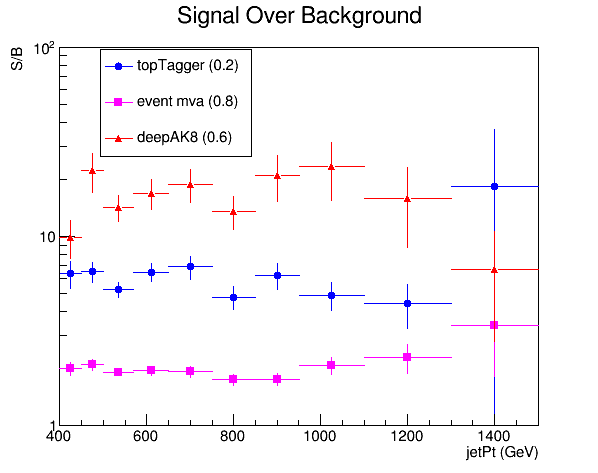 Signal Over Background
S/B
10²
topTagger (0.2)
event mva (0.8)
deepAK8 (0.6)
10
1
400 600 800 1000 1200 1400
jetPt (GeV)